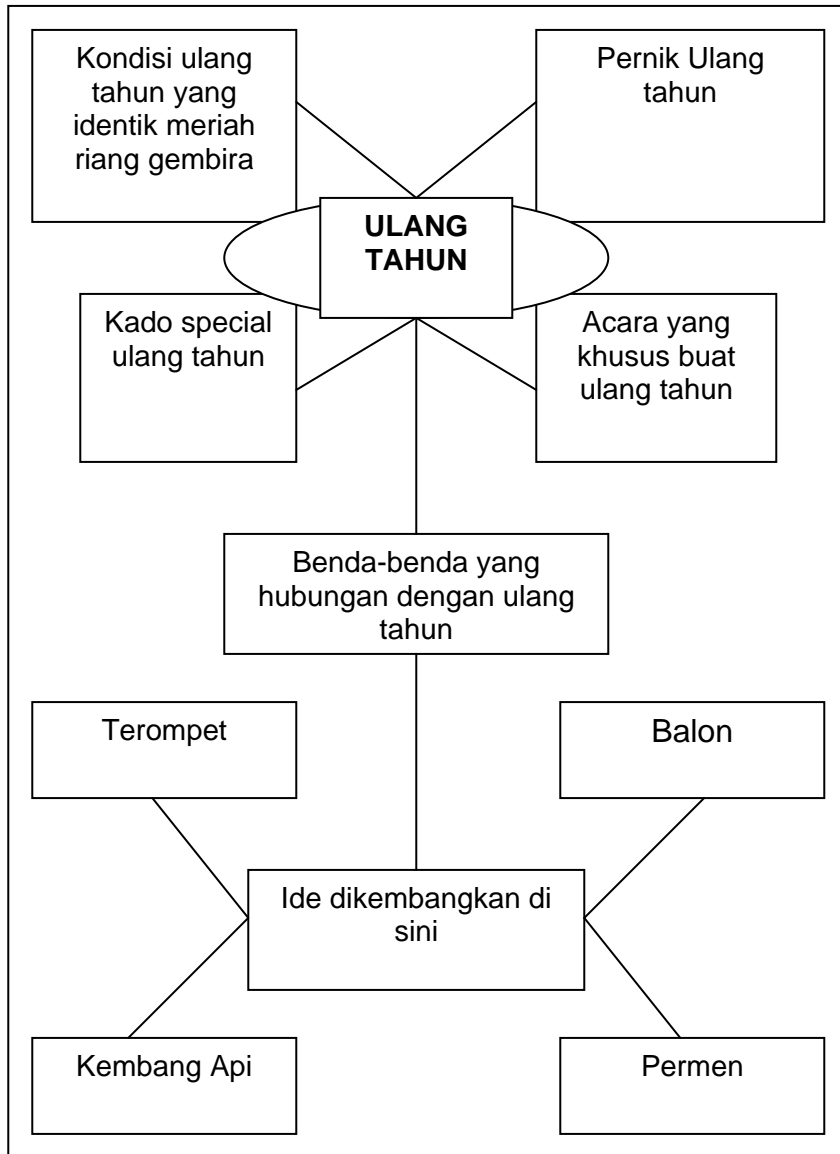 Kondisi ulang
tahun yang
identik meriah
riang gembira
Pernik Ulang
tahun
ULANG
TAHUN
Kado special
ulang tahun
Acara yang
khusus buat
ulang tahun
Benda-benda yang
hubungan dengan ulang
tahun
Terompet
Balon
Ide dikembangkan di
sini
Kembang Api
Permen